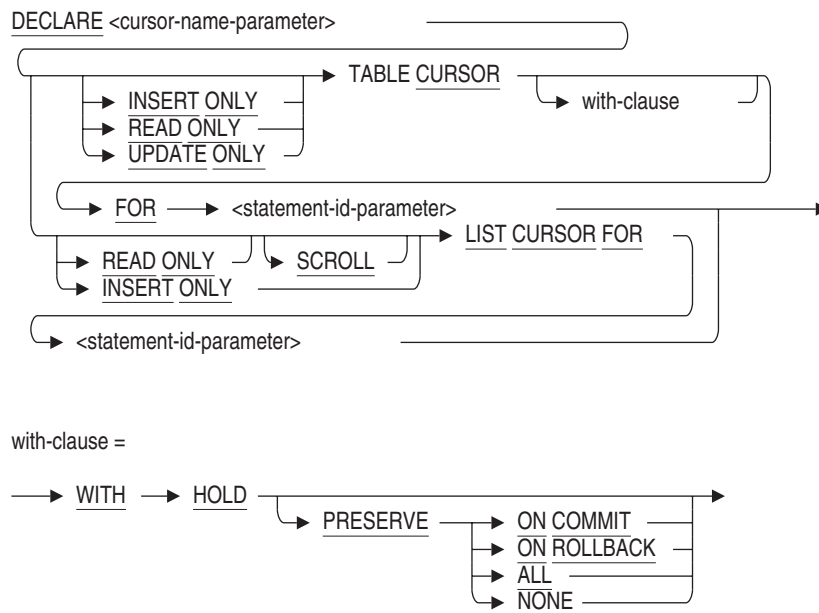 DECLARE <cursor-name-parameter>
TABLE CURSOR
INSERT ONLY
with-clause
READ ONLY
UPDATE ONLY
FOR <statement-id-parameter>
LIST CURSOR FOR
READ ONLY SCROLL
INSERT ONLY
<statement-id-parameter>
with-clause =
WITH HOLD
PRESERVE ON COMMIT
ON ROLLBACK
ALL
NONE